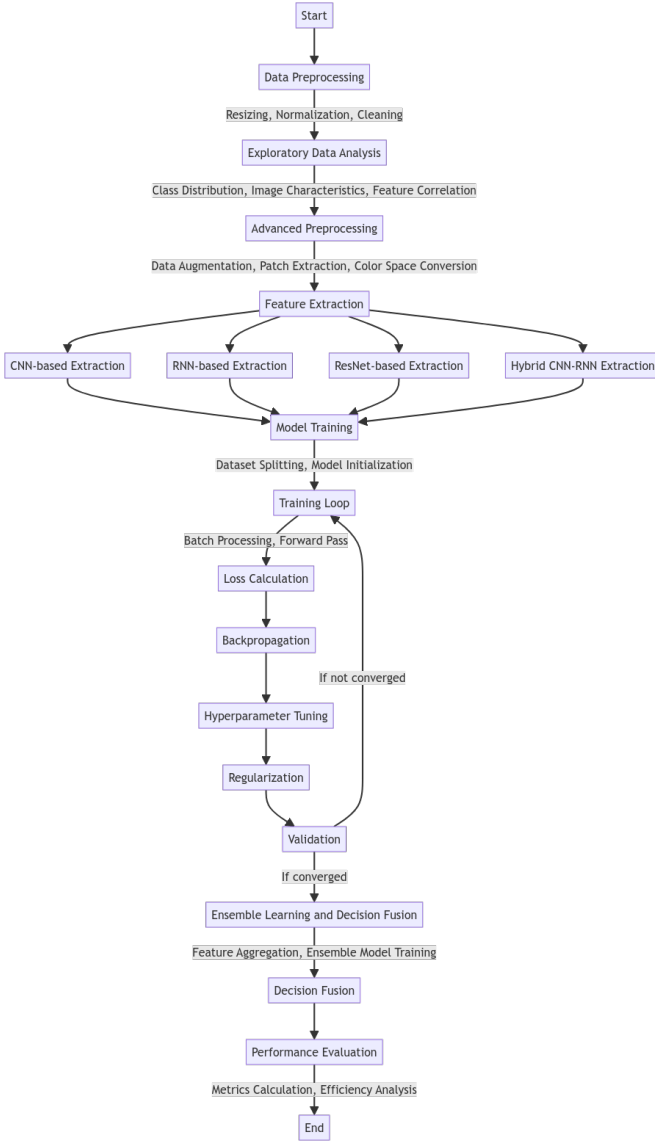 Start
Data Preprocessing
Resizing, Normalization, Cleaning
Exploratory Data Analysis
Class Distribution, Image Characteristics, Feature Correlation
Advanced Preprocessing
Data Augmentation, Patch Extraction, Color Space Conversion
Feature Extraction
CNN-based Extraction
RNN-based Extraction
ResNet-based Extraction
Hybrid CNN-RNN Extraction
Model Training
Dataset Splitting, Model Initialization
Training Loop
Batch Processing, Forward Pass
Loss Calculation
Backpropagation
If not converged
Hyperparameter Tuning
Regularization
Validation
If converged
Ensemble Learning and Decision Fusion
Feature Aggregation, Ensemble Model Training
Decision Fusion
Performance Evaluation
Metrics Calculation, Efficiency Analysis
End